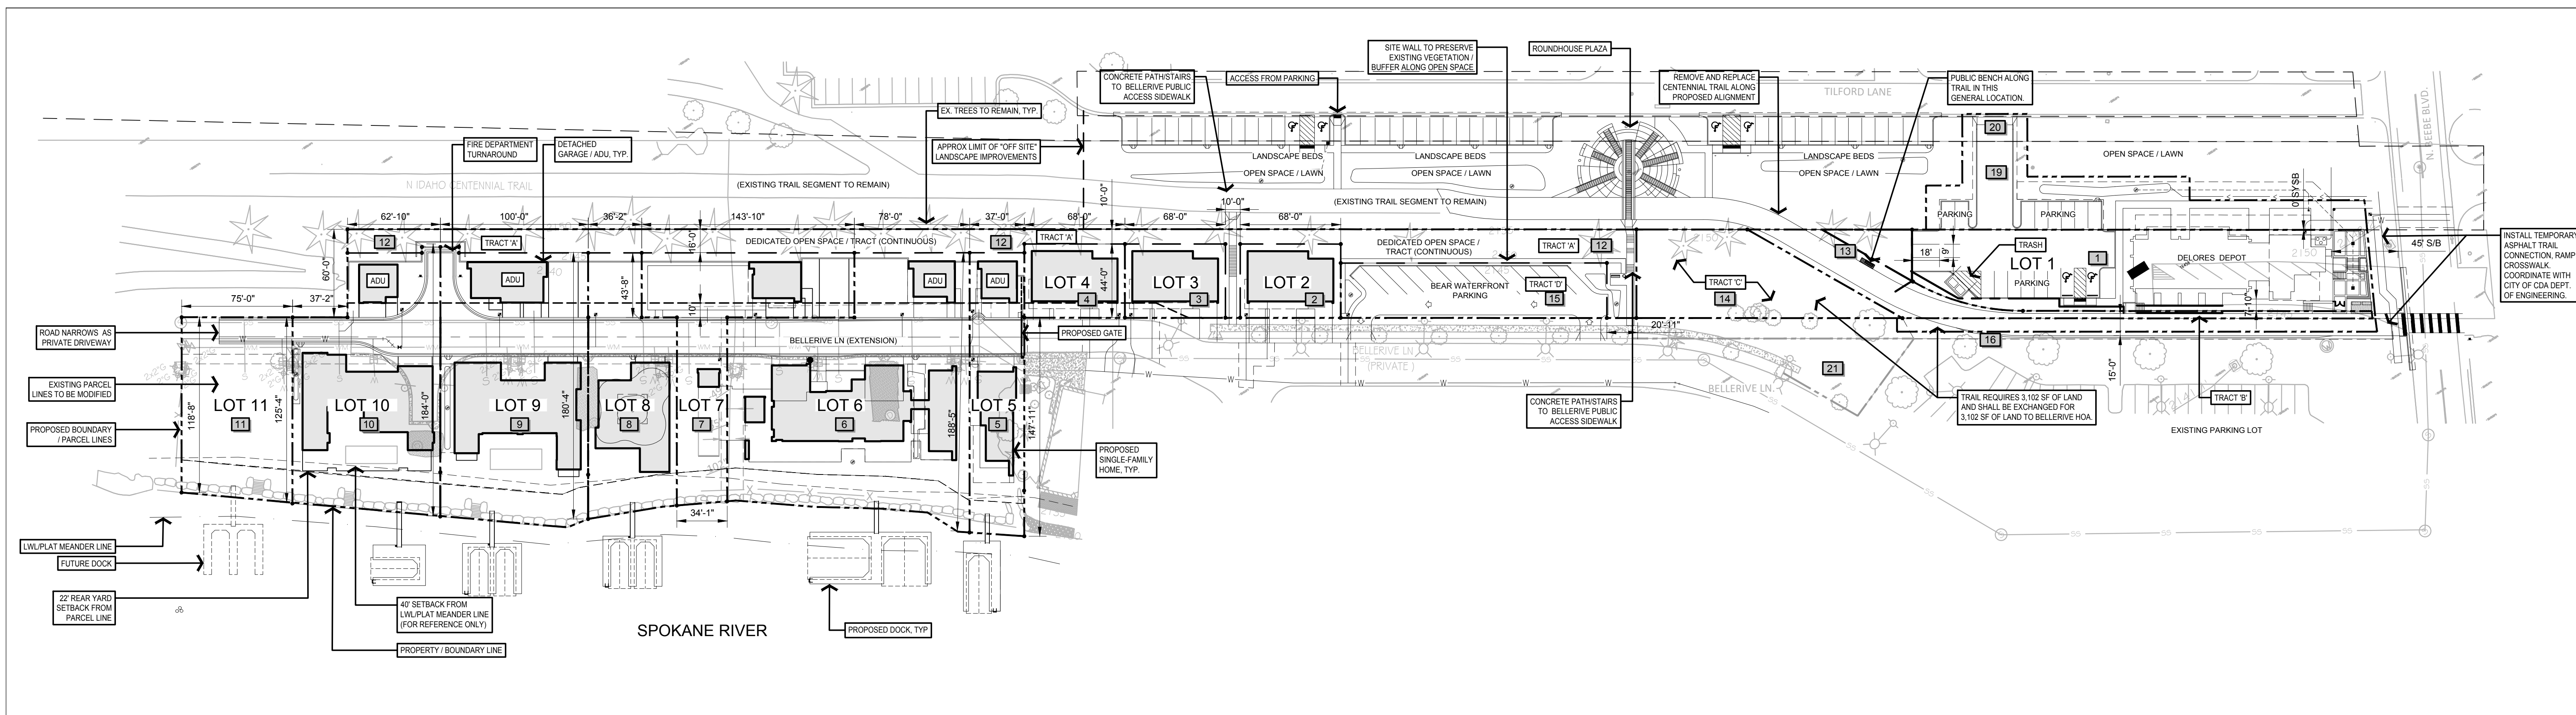 SITE WALL TO PRESERVE
EXISTING VEGETATION /
BUFFER ALONG OPEN SPACE
ROUNDHOUSE PLAZA
CONCRETE PATH/STAIRS
TO BELLERIVE PUBLIC
ACCESS SIDEWALK
ACCESS FROM PARKING
REMOVE AND REPLACE
CENTENNIAL TRAIL ALONG
PROPOSED ALIGNMENT
PUBLIC BENCH ALONG
TRAIL IN THIS
GENERAL LOCATION.
TILFORD LANE
N. BEEBE BLVD.
EX. TREES TO REMAIN, TYP.
FIRE DEPARTMENT
TURNAROUND
DETACHED
GARAGE / ADU, TYP.
APPROX LIMIT OF "OFF SITE"
LANDSCAPE IMPROVEMENTS
LANDSCAPE BEDS
LANDSCAPE BEDS
LANDSCAPE BEDS
OPEN SPACE / LAWN
OPEN SPACE / LAWN
OPEN SPACE / LAWN
OPEN SPACE / LAWN
20
19
N IDAHO CENTENNIAL TRAIL
(EXISTING TRAIL SEGMENT TO REMAIN)
(EXISTING TRAIL SEGMENT TO REMAIN)
62'-10"
100'-0"
36'-2"
143'-10"
78'-0"
37'-0"
68'-0"
10'-0"
68'-0"
10'-0"
68'-0"
PARKING
PARKING
0' SYSB
45' S/B
12
TRACT 'A'
16'-0"
DEDICATED OPEN SPACE / TRACT (CONTINUOUS)
12
TRACT 'A'
DEDICATED OPEN SPACE /
TRACT (CONTINUOUS)
TRACT 'A'
12
2150
13
TRASH
18'
9'
LOT 1
1
PARKING
DELORES DEPOT
2150
INSTALL TEMPORARY
ASPHALT TRAIL
CONNECTION, RAMP
CROSSWALK.
COORDINATE WITH
CITY OF CDA DEPT.
OF ENGINEERING.
60'-0"
ADU
ADU
ADU
ADU
43'-8"
LOT 4
4
44'-0"
LOT 3
3
LOT 2
2
2145
BEAR WATERFRONT
PARKING
TRACT 'D'
15
TRACT 'C'
14
75'-0"
37'-2"
10'
7'-10"
ROAD NARROWS AS
PRIVATE DRIVEWAY
BELLERIVE LN (EXTENSION)
PROPOSED GATE
20'-11"
16
BELLERIVE LN
(PRIVATE )
BELLERIVE LN.
21
15'-0"
EXISTING PARCEL
LINES TO BE MODIFIED
PROPOSED BOUNDARY
/ PARCEL LINES
118'-8"
125'-4"
184'-0"
180'-4"
188'-5"
147'-11"
LOT 11
11
LOT 10
10
LOT 9
9
LOT 8
8
LOT 7
7
LOT 6
6
LOT 5
5
CONCRETE PATH/STAIRS
TO BELLERIVE PUBLIC
ACCESS SIDEWALK
TRAIL REQUIRES 3,102 SF OF LAND
AND SHALL BE EXCHANGED FOR
3,102 SF OF LAND TO BELLERIVE HOA.
TRACT 'B'
EXISTING PARKING LOT
PROPOSED
SINGLE-FAMILY
HOME, TYP.
34'-1"
LWL/PLAT MEANDER LINE
FUTURE DOCK
22' REAR YARD
SETBACK FROM
PARCEL LINE
40' SETBACK FROM
LWL/PLAT MEANDER LINE
(FOR REFERENCE ONLY)
PROPERTY / BOUNDARY LINE
SPOKANE RIVER
PROPOSED DOCK, TYP